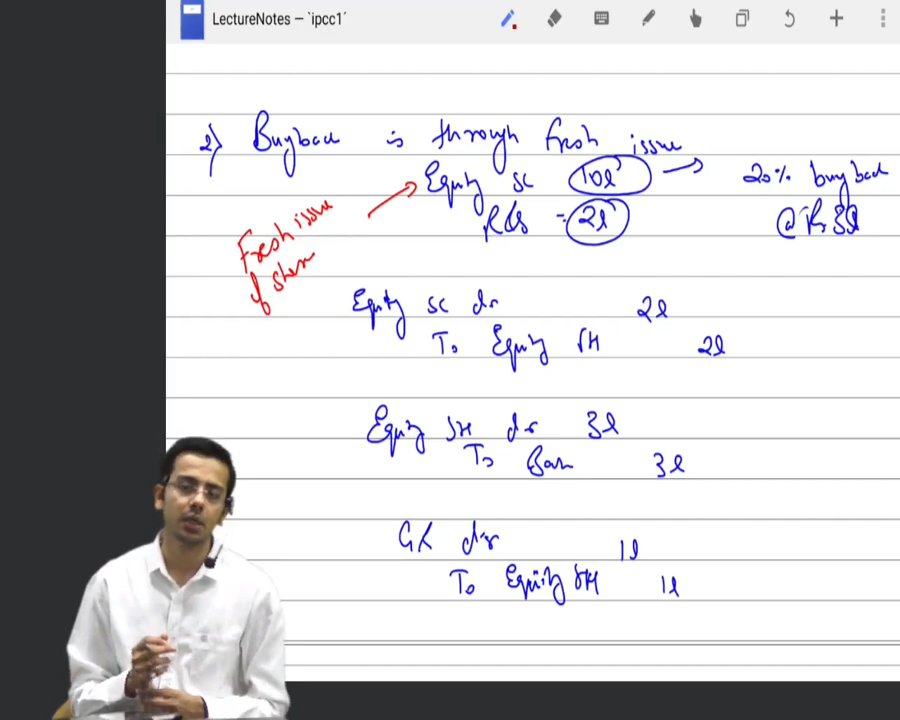 LectureNotes – `ipcc1´
2) Buyback is through fresh issue
Equity SC 10l → 20% buyback
R&S = 2l @ Rs 3l
Fresh issue
of share
Equity SC dr 2l
To Equity SH 2l
Equity SH dr 3l
To Bank 3l
dr 1l
To Equity SH 1l